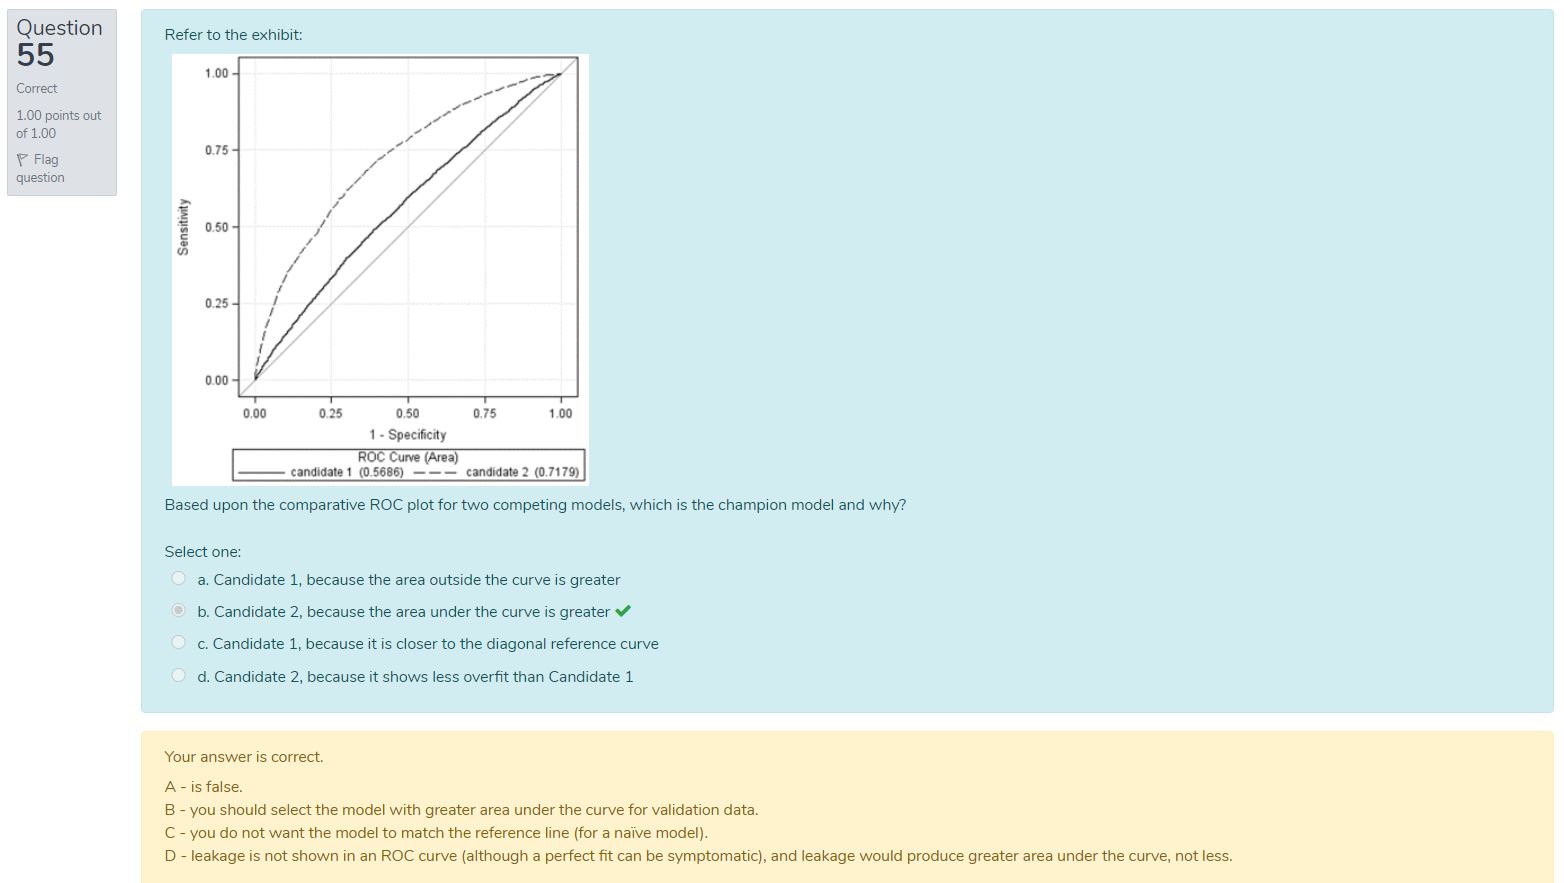 Question
55
Correct
1.00 points out
of 1.00
Flag
question
Refer to the exhibit:
1.00
0.75
0.50
0.25
0.00
Sensitivity
0.00 0.25 0.50 0.75 1.00
1 - Specificity
ROC Curve (Area)
candidate 1 (0.5686) candidate 2 (0.7179)
Based upon the comparative ROC plot for two competing models, which is the champion model and why?
Select one:
a. Candidate 1, because the area outside the curve is greater
b. Candidate 2, because the area under the curve is greater
c. Candidate 1, because it is closer to the diagonal reference curve
d. Candidate 2, because it shows less overfit than Candidate 1
Your answer is correct.
A - is false.
B - you should select the model with greater area under the curve for validation data.
C - you do not want the model to match the reference line (for a naïve model).
D - leakage is not shown in an ROC curve (although a perfect fit can be symptomatic), and leakage would produce greater area under the curve, not less.